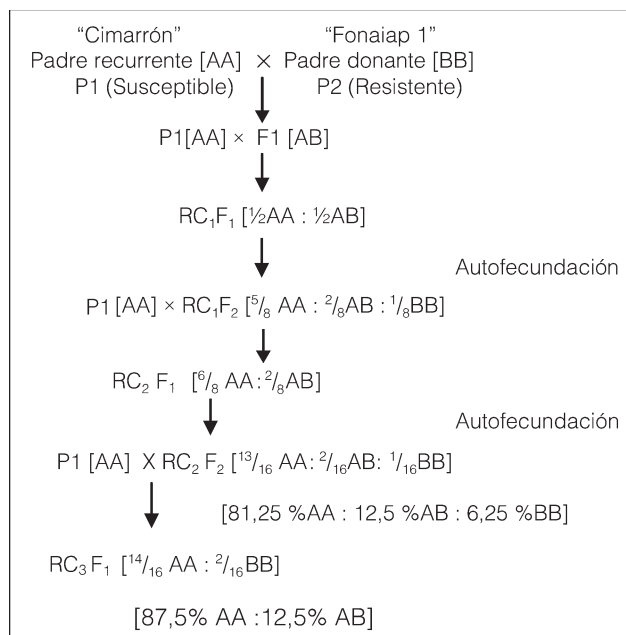 “Cimarrón” “Fonaiap 1”
Padre recurrente [AA] × Padre donante [BB]
P1 (Susceptible) P2 (Resistente)
P1[AA] × F1 [AB]
RC₁F₁ [½AA : ½AB]
Autofecundación
P1 [AA] × RC₁F₂ [⁵/₈ AA : ²/₈AB : ¹/₈BB]
RC₂ F₁ [⁶/₈ AA : ²/₈AB]
Autofecundación
P1 [AA] X RC₂ F₂ [¹³/₁₆ AA: ²/₁₆AB: ¹/₁₆BB]
[81,25 %AA : 12,5 %AB : 6,25 %BB]
RC₃ F₁ [¹⁴/₁₆ AA : ²/₁₆BB]
[87,5% AA :12,5% AB]